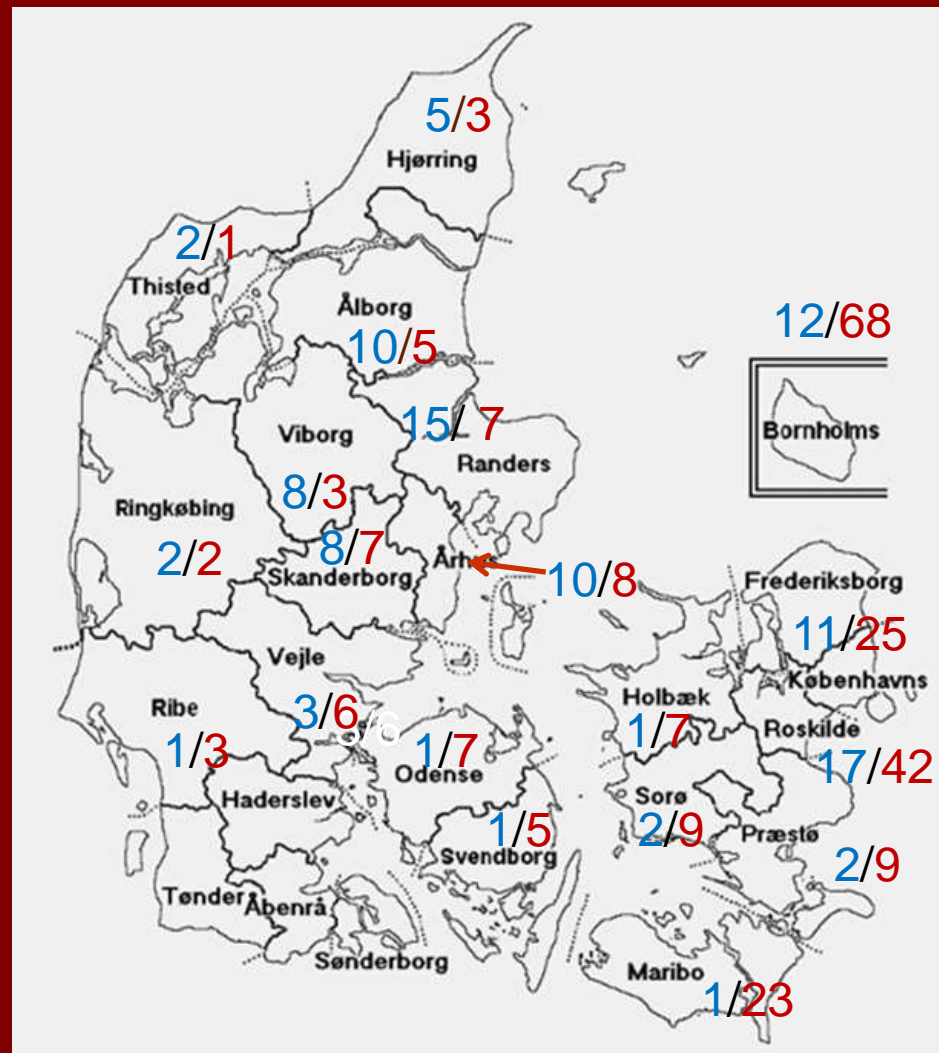 5/3
Hjørring
2/1
Thisted
Ålborg
10/5
12/68
15/ 7
Viborg
Randers
Bornholms
8/3
Ringkøbing
2/2
8/7
Skanderborg
Århus
10/8
Frederiksborg
11/25
Vejle
Københavns
Holbæk
1/7
Roskilde
17/42
Ribe
1/3
3/6
1/7
Odense
Haderslev
Sorø
2/9
Præstø
2/9
1/5
Svendborg
Tønder
Åbenrå
Sønderborg
Maribo
1/23